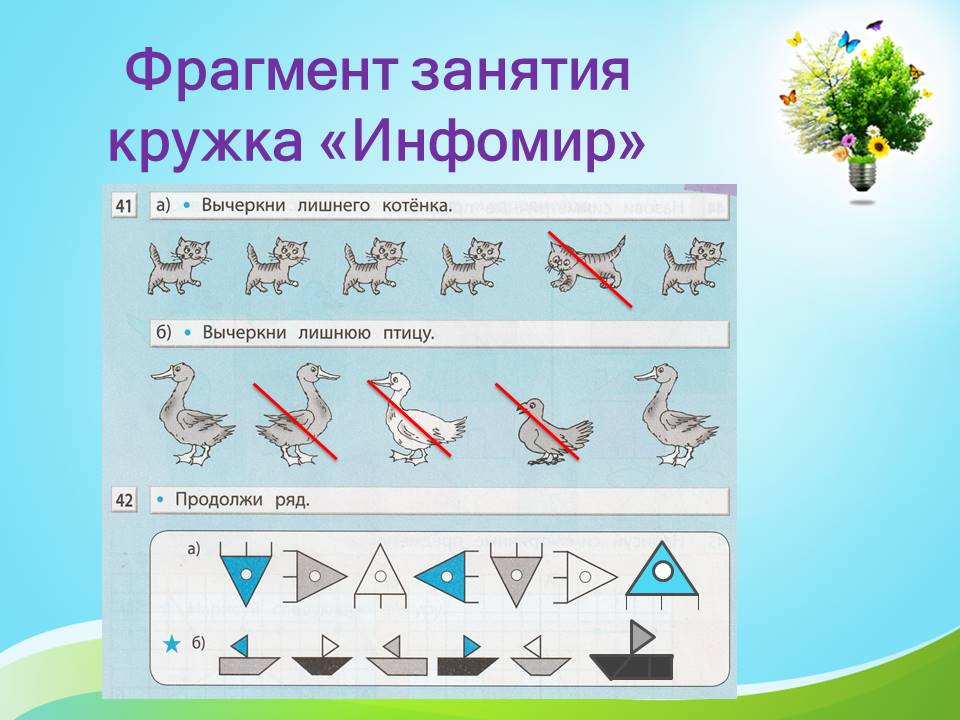 Фрагмент занятия
кружка «Инфомир»
41 а) • Вычеркни лишнего котёнка.
б) • Вычеркни лишнюю птицу.
42 • Продолжи ряд.
а)
б)